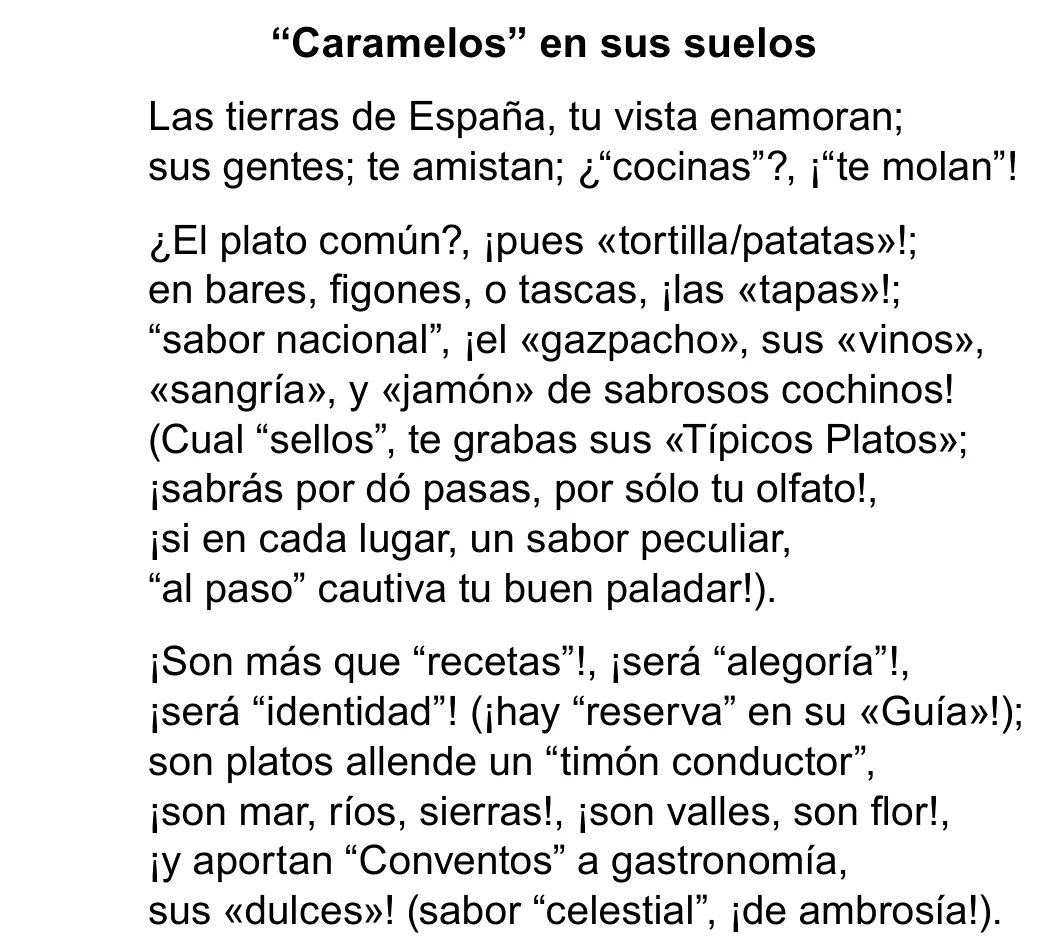 “Caramelos” en sus suelos
Las tierras de España, tu vista enamoran;
sus gentes; te amistan; ¿“cocinas”?, ¡“te molan”!
¿El plato común?, ¡pues «tortilla/patatas»!;
en bares, figones, o tascas, ¡las «tapas»!;
“sabor nacional”, ¡el «gazpacho», sus «vinos»,
«sangría», y «jamón» de sabrosos cochinos!
(Cual “sellos”, te grabas sus «Típicos Platos»;
¡sabrás por dó pasas, por sólo tu olfato!,
¡si en cada lugar, un sabor peculiar,
“al paso” cautiva tu buen paladar!).
¡Son más que “recetas”!, ¡será “alegoría”!,
¡será “identidad”! (¡hay “reserva” en su «Guía»!);
son platos allende un “timón conductor”,
¡son mar, ríos, sierras!, ¡son valles, son flor!,
¡y aportan “Conventos” a gastronomía,
sus «dulces»! (sabor “celestial”, ¡de ambrosía!).